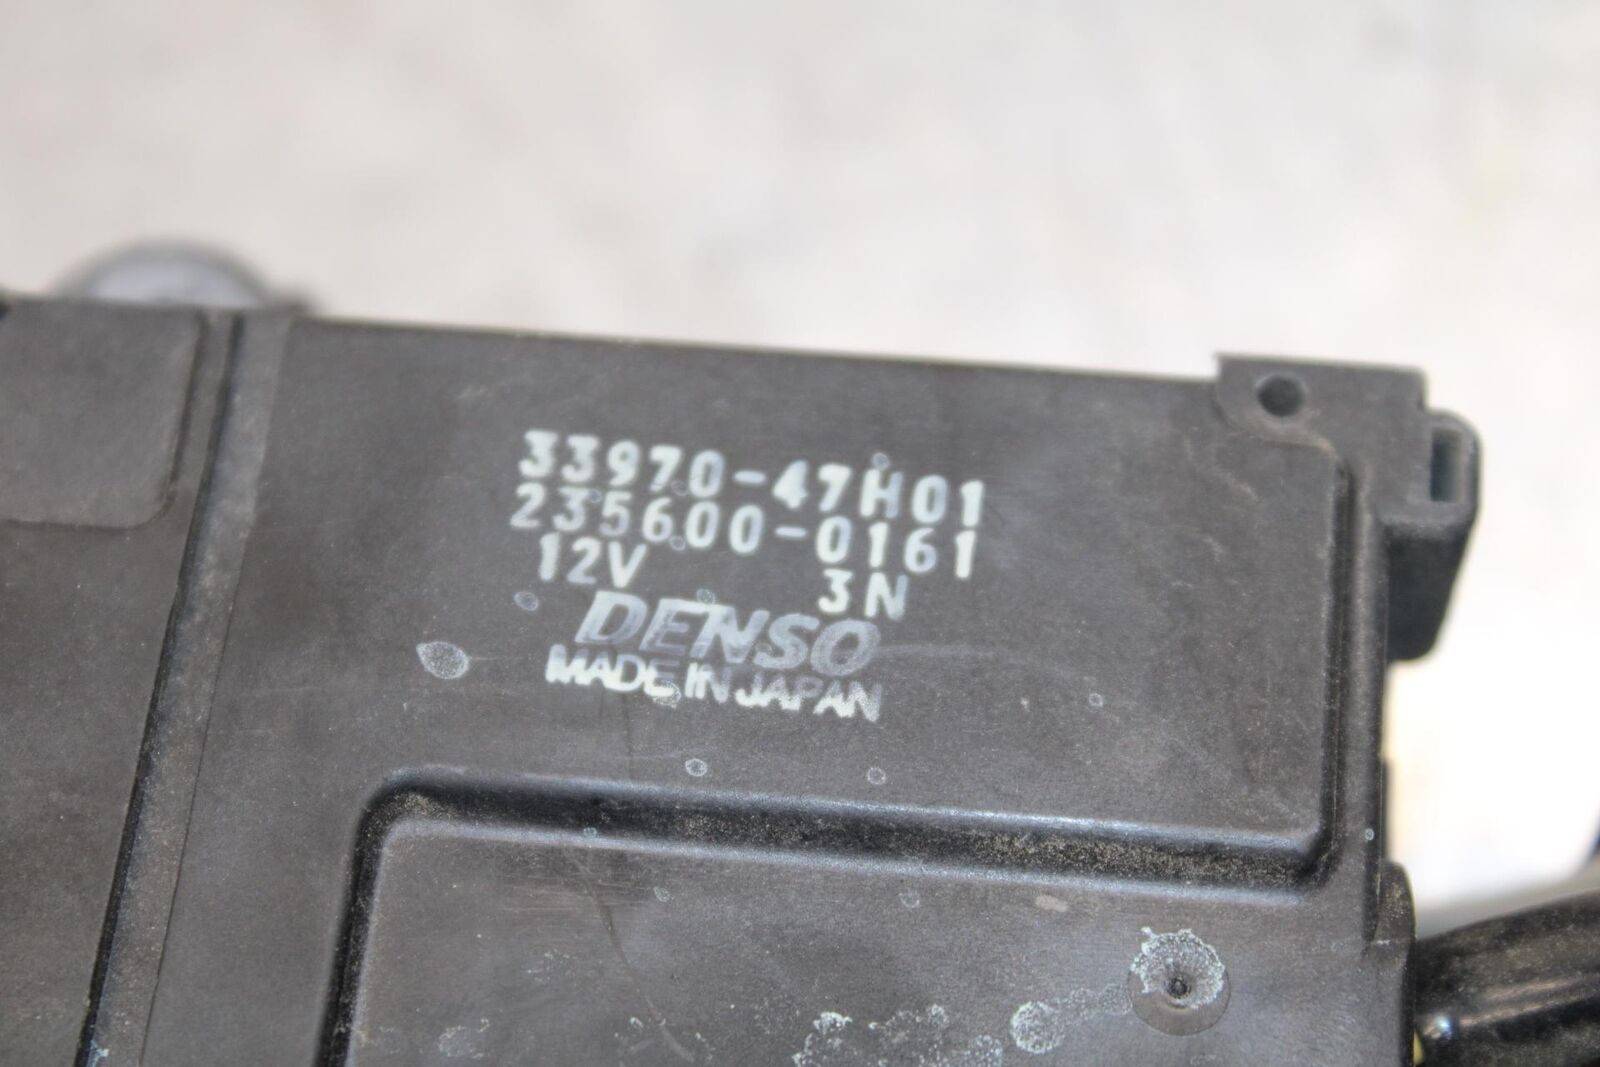 33970-47H01
235600-0161
12V 3N
DENSO
MADE IN JAPAN